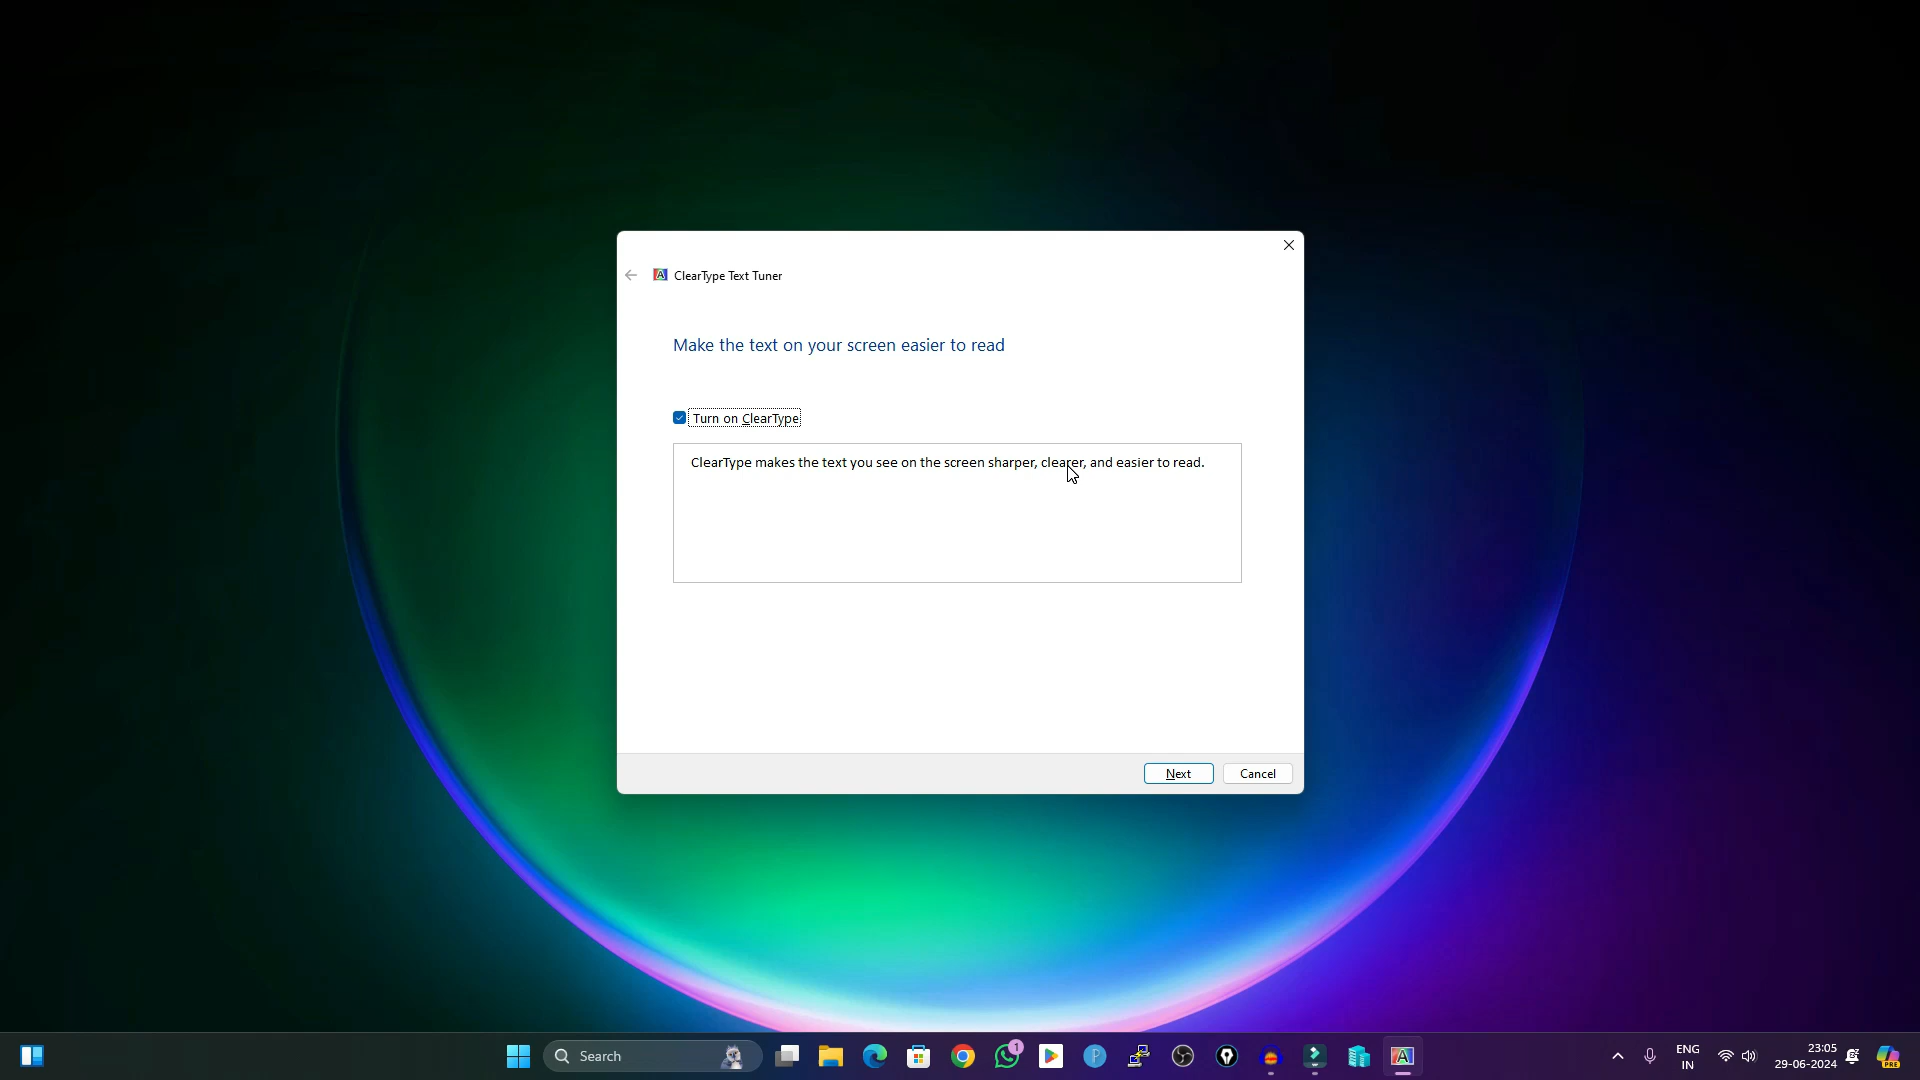 ClearType Text Tuner
Make the text on your screen easier to read
Turn on ClearType
ClearType makes the text you see on the screen sharper, clearer, and easier to read.
Next
Cancel
Search
1
ENG
IN
23:05
29-06-2024
PRE